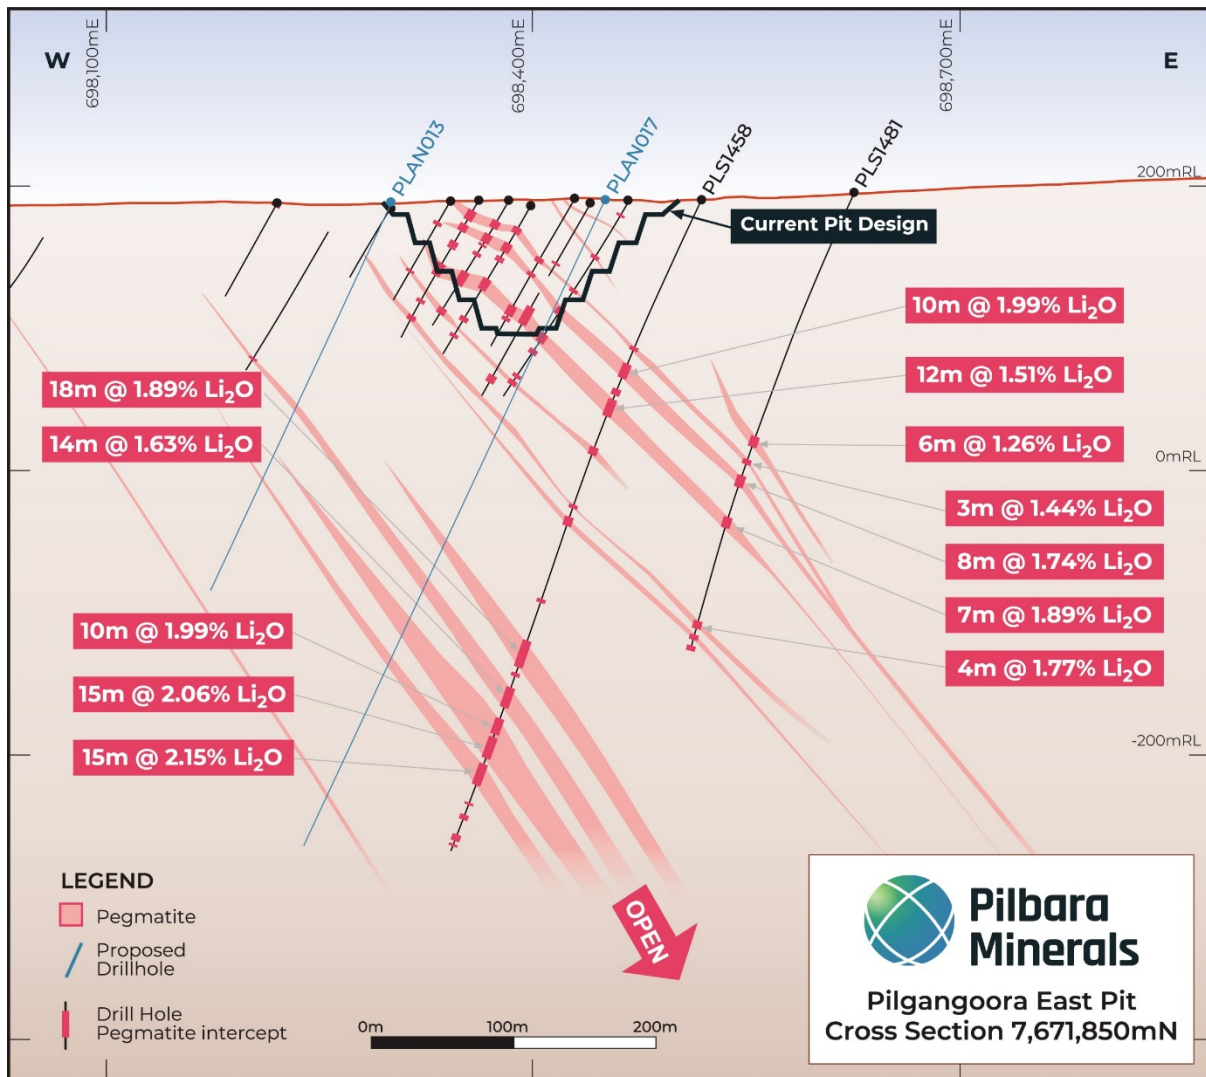 W
698,100mE
698,400mE
698,700mE
E
PLAN013
PLAN017
PLS1458
PLS1481
200mRL
Current Pit Design
10m @ 1.99% Li₂O
12m @ 1.51% Li₂O
6m @ 1.26% Li₂O
0mRL
3m @ 1.44% Li₂O
8m @ 1.74% Li₂O
7m @ 1.89% Li₂O
4m @ 1.77% Li₂O
18m @ 1.89% Li₂O
14m @ 1.63% Li₂O
10m @ 1.99% Li₂O
15m @ 2.06% Li₂O
15m @ 2.15% Li₂O
-200mRL
LEGEND
Pegmatite
Proposed
Drillhole
Drill Hole
Pegmatite intercept
OPEN
0m
100m
200m
Pilbara
Minerals
Pilgangoora East Pit
Cross Section 7,671,850mN